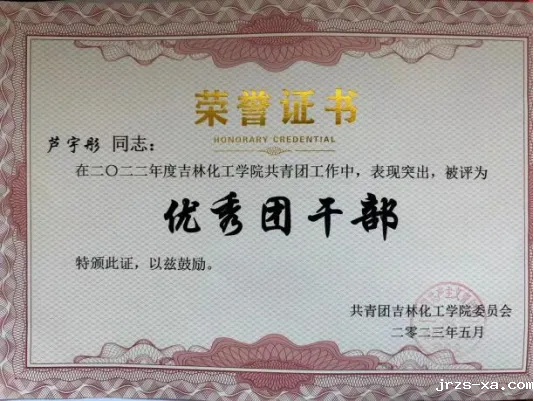 荣誉证书
HONORARY CREDENTIAL
芦宇彤 同志：
在二〇二二年度吉林化工学院共青团工作中，表现突出，被评为
优秀团干部
特颁此证，以兹鼓励。
共青团吉林化工学院委员会
二零二三年五月
jrzs-xa.com